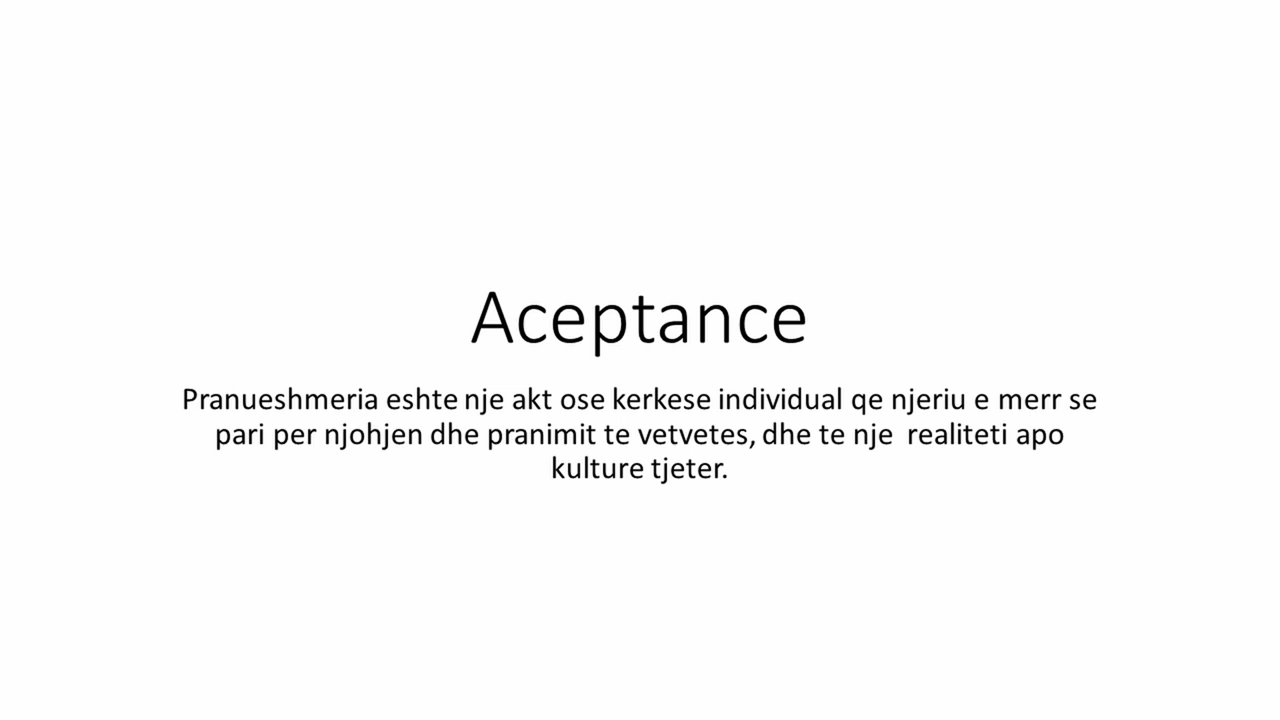 Aceptance
Pranueshmeria eshte nje akt ose kerkese individual qe njeriu e merr se
pari per njohjen dhe pranimit te vetvetes, dhe te nje  realiteti apo
kulture tjeter.